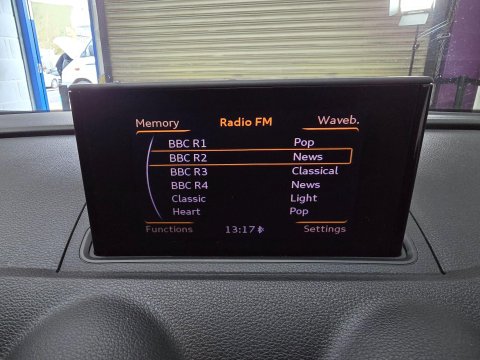 Memory Radio FM Waveb.
BBC R1 Pop
BBC R2 News
BBC R3 Classical
BBC R4 News
Classic Light
Heart Pop
Functions 13:17 Settings